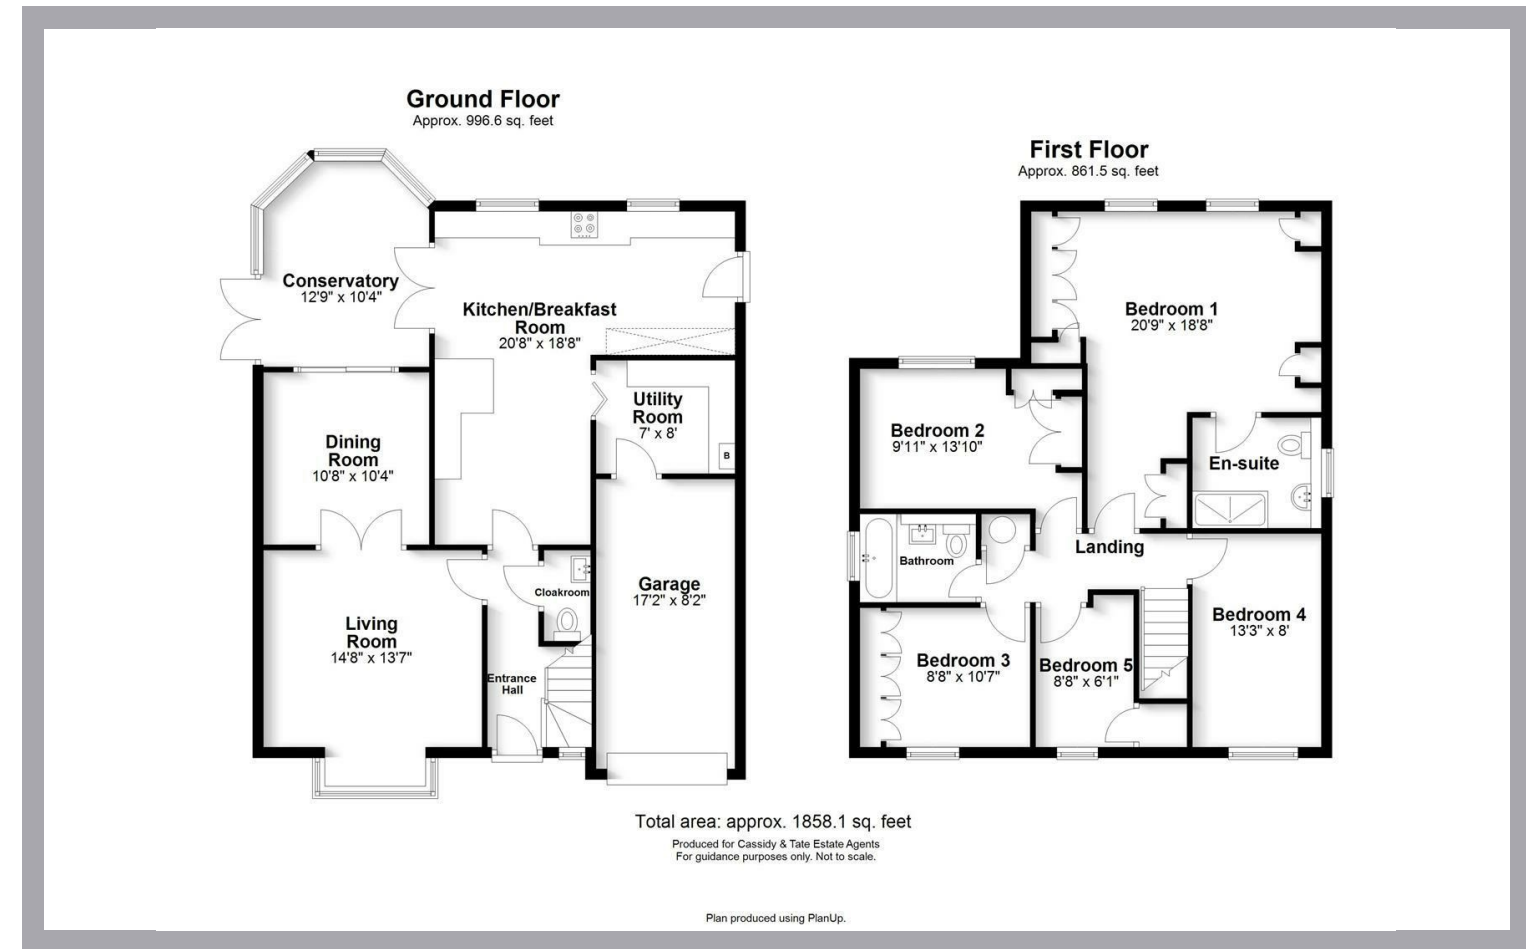 Ground Floor
Approx. 996.6 sq. feet
First Floor
Approx. 861.5 sq. feet
Conservatory
12'9" x 10'4"
Kitchen/Breakfast
Room
20'8" x 18'8"
Utility
Room
7' x 8'
B
Dining
Room
10'8" x 10'4"
Living
Room
14'8" x 13'7"
Cloakroom
Entrance
Hall
Garage
17'2" x 8'2"
Bedroom 1
20'9" x 18'8"
Bedroom 2
9'11" x 13'10"
En-suite
Landing
Bathroom
Bedroom 3
8'8" x 10'7"
Bedroom 5
8'8" x 6'1"
Bedroom 4
13'3" x 8'
Total area: approx. 1858.1 sq. feet
Produced for Cassidy & Tate Estate Agents
For guidance purposes only. Not to scale.
Plan produced using PlanUp.